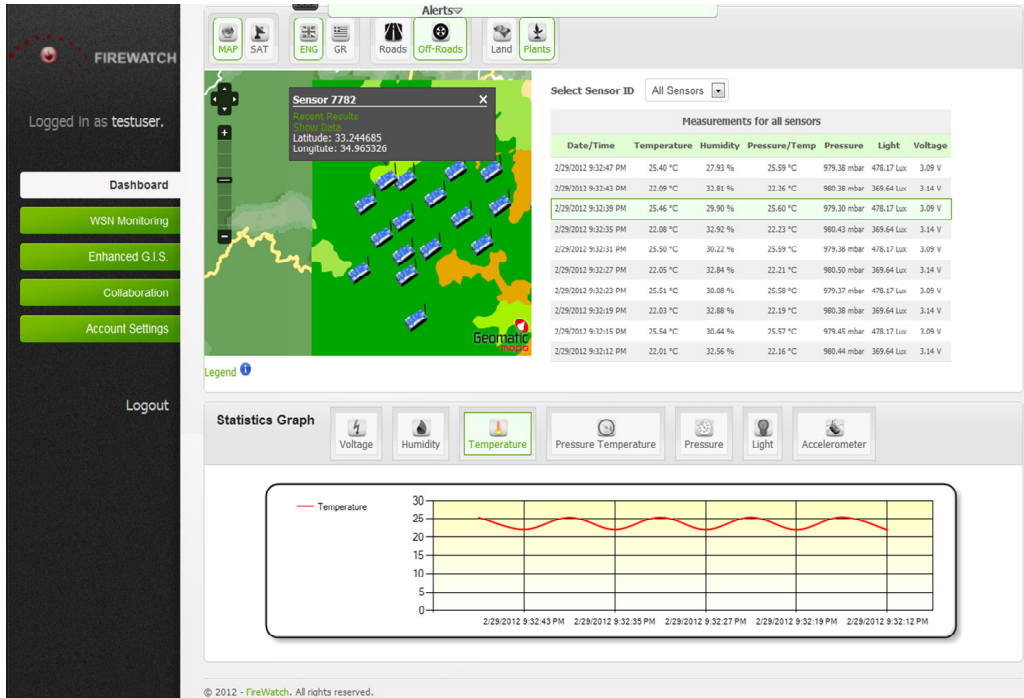 Alerts
FIREWATCH
Logged in as testuser.
Dashboard
WSN Monitoring
Enhanced G.I.S.
Collaboration
Account Settings
Logout
MAP SAT ENG GR Roads Off-Roads Land Plants
Sensor 7782 X
Recent Results
Show Data
Latitude: 33.244685
Longitute: 34.965326
Geomatic
Legend
Select Sensor ID All Sensors
Measurements for all sensors
Date/Time Temperature Humidity Pressure/Temp Pressure Light Voltage
2/29/2012 9:32:47 PM 25.40 °C 27.93 % 25.59 °C 979.38 mbar 478.17 Lux 3.09 V
2/29/2012 9:32:43 PM 22.09 °C 32.81 % 22.26 °C 980.38 mbar 369.64 Lux 3.14 V
2/29/2012 9:32:39 PM 25.46 °C 29.90 % 25.60 °C 979.30 mbar 478.17 Lux 3.09 V
2/29/2012 9:32:35 PM 22.08 °C 32.92 % 22.23 °C 980.43 mbar 369.64 Lux 3.14 V
2/29/2012 9:32:31 PM 25.50 °C 30.22 % 25.59 °C 979.38 mbar 478.17 Lux 3.09 V
2/29/2012 9:32:27 PM 22.05 °C 32.84 % 22.21 °C 980.50 mbar 369.64 Lux 3.14 V
2/29/2012 9:32:23 PM 25.51 °C 30.08 % 25.58 °C 979.37 mbar 478.17 Lux 3.09 V
2/29/2012 9:32:19 PM 22.03 °C 32.88 % 22.19 °C 980.38 mbar 369.64 Lux 3.14 V
2/29/2012 9:32:15 PM 25.54 °C 30.44 % 25.57 °C 979.45 mbar 478.17 Lux 3.09 V
2/29/2012 9:32:12 PM 22.01 °C 32.56 % 22.16 °C 980.44 mbar 369.64 Lux 3.14 V
Statistics Graph
Voltage Humidity Temperature Pressure Temperature Pressure Light Accelerometer
Temperature
30
25
20
15
10
5
0
2/29/2012 9:32:43 PM 2/29/2012 9:32:35 PM 2/29/2012 9:32:27 PM 2/29/2012 9:32:19 PM 2/29/2012 9:32:12 PM
© 2012 - FireWatch. All rights reserved.